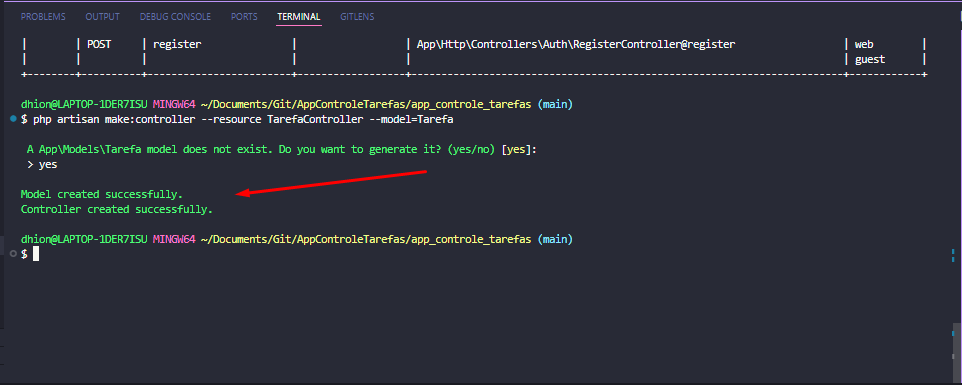 PROBLEMS OUTPUT DEBUG CONSOLE PORTS TERMINAL GITLENS
| | POST | register | | App\Http\Controllers\Auth\RegisterController@register | web |
| | | | | | guest |
+--------+----------+------------------------+------------------+------------------------------------------------------------------------+------------+
dhion@LAPTOP-1DER7ISU MINGW64 ~/Documents/Git/AppControleTarefas/app_controle_tarefas (main)
$ php artisan make:controller --resource TarefaController --model=Tarefa
A App\Models\Tarefa model does not exist. Do you want to generate it? (yes/no) [yes]:
> yes
Model created successfully.
Controller created successfully.
dhion@LAPTOP-1DER7ISU MINGW64 ~/Documents/Git/AppControleTarefas/app_controle_tarefas (main)
$